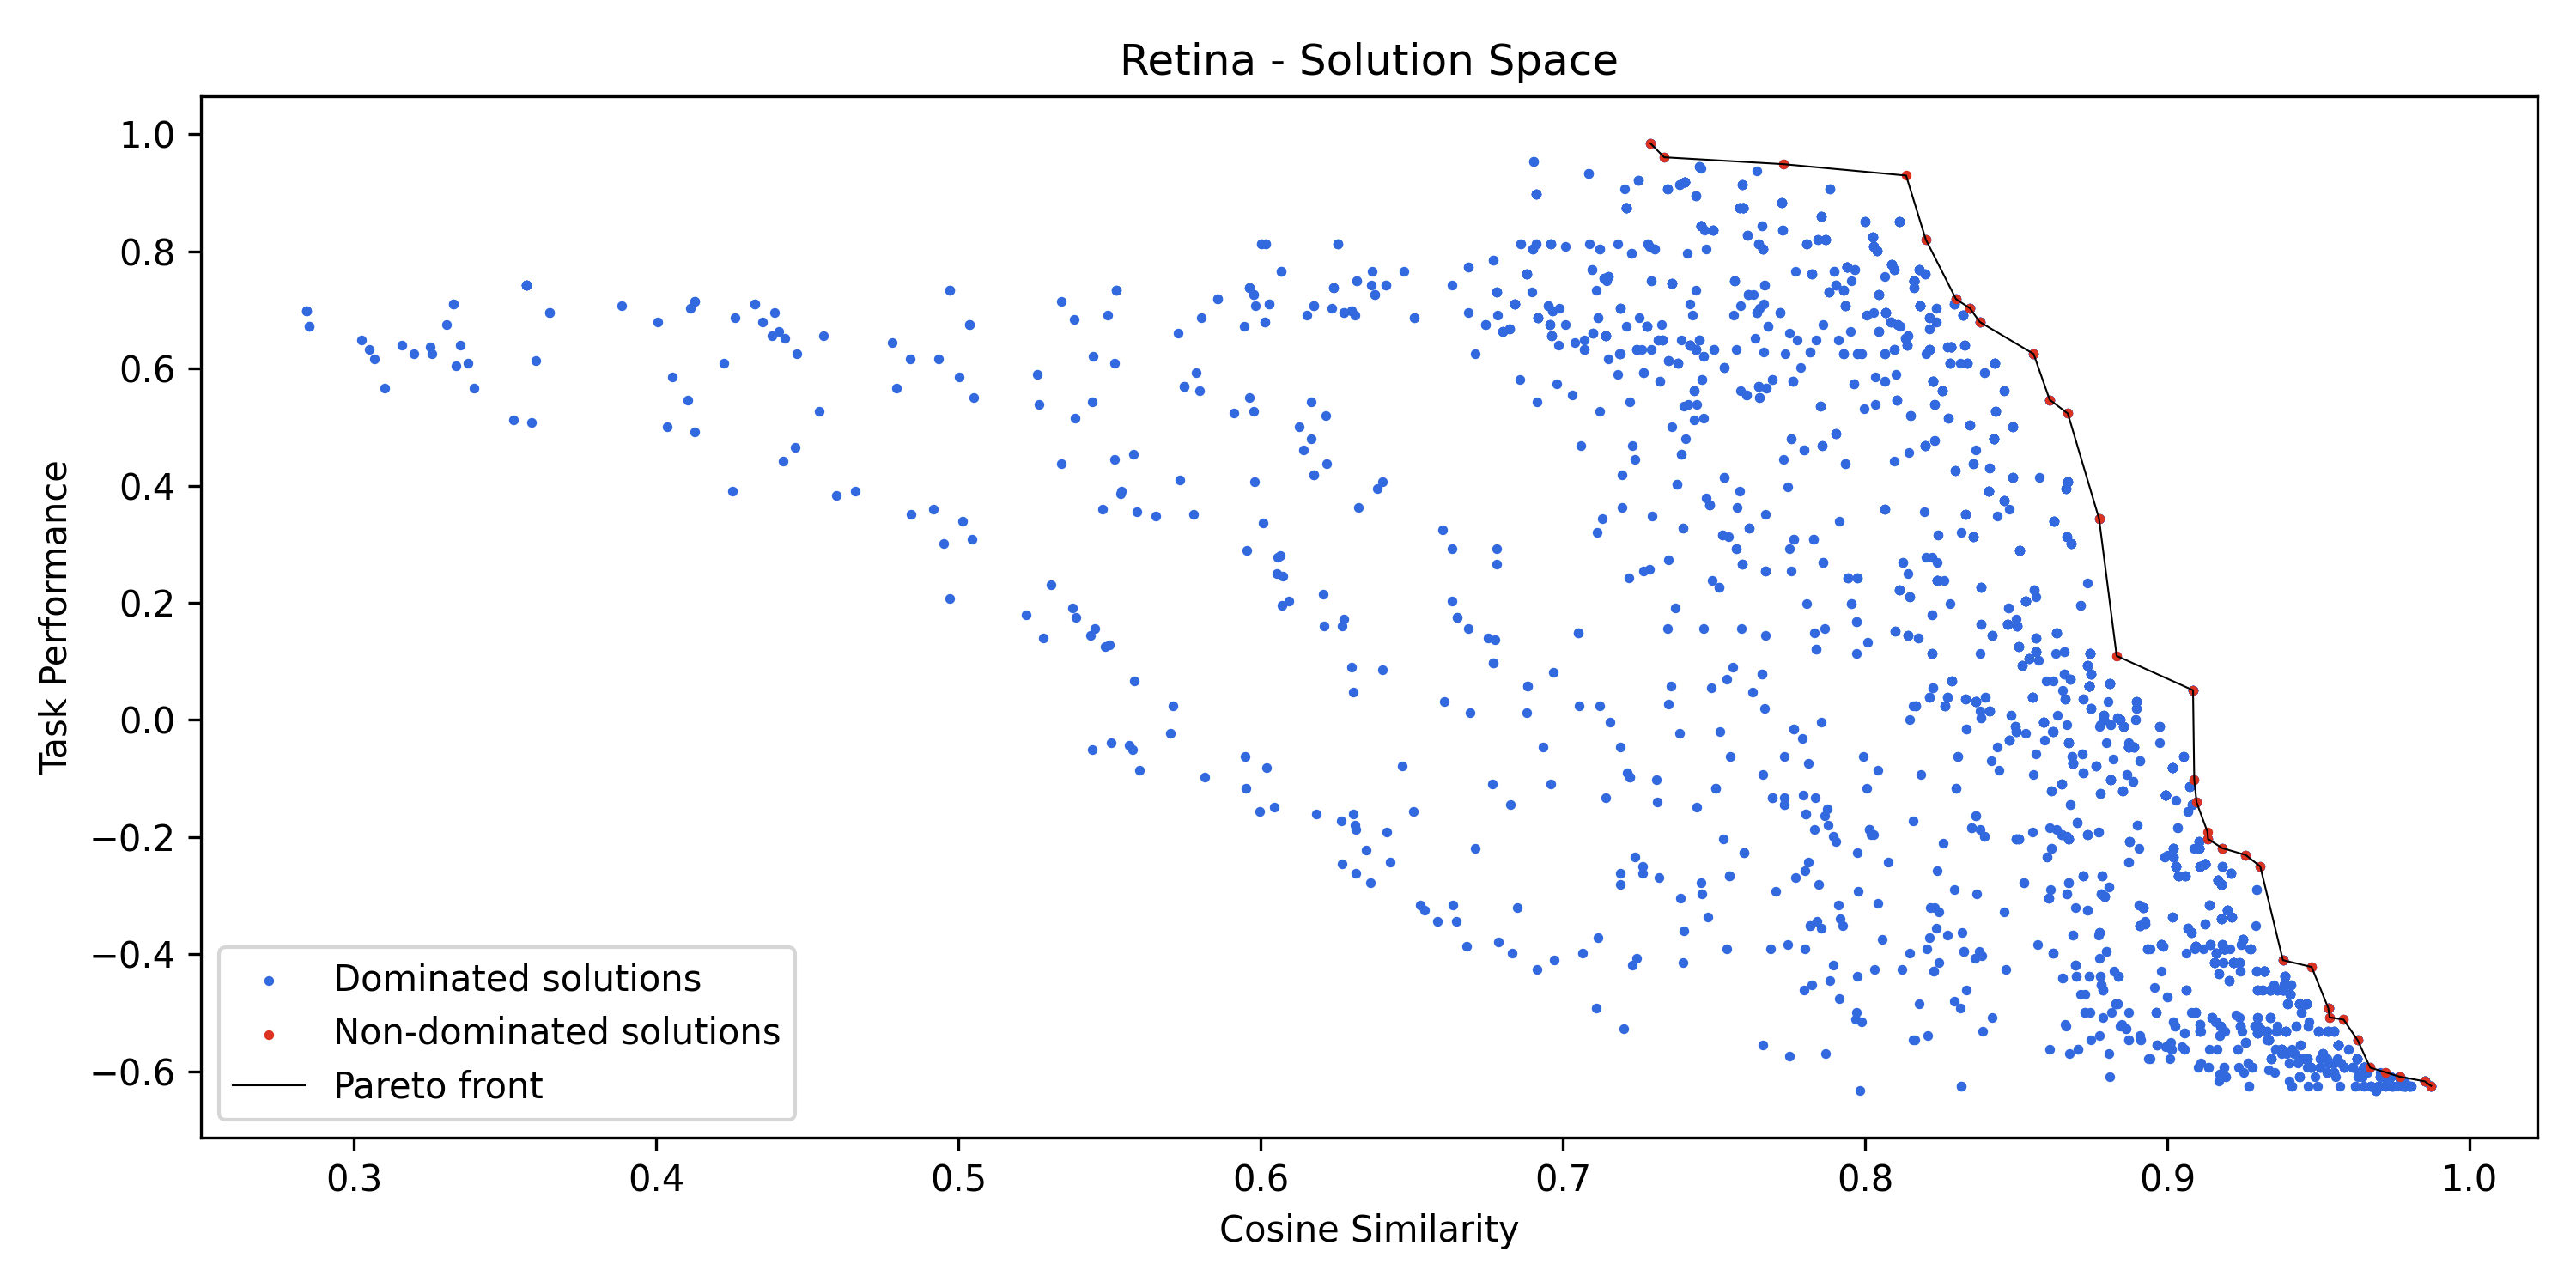 Retina - Solution Space
1.0
0.8
0.6
0.4
0.2
0.0
−0.2
−0.4
−0.6
Task Performance
Dominated solutions
Non-dominated solutions
Pareto front
0.3 0.4 0.5 0.6 0.7 0.8 0.9 1.0
Cosine Similarity